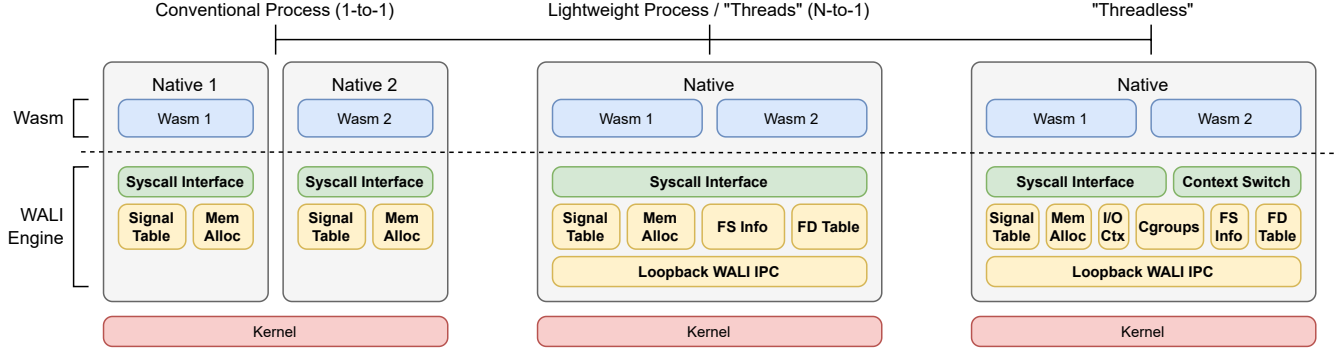 Conventional Process (1-to-1)
Lightweight Process / "Threads" (N-to-1)
"Threadless"
Native 1
Native 2
Native
Native
Wasm
Wasm 1
Wasm 2
Wasm 1
Wasm 2
Wasm 1
Wasm 2
WALI
Engine
Syscall Interface
Syscall Interface
Syscall Interface
Syscall Interface
Context Switch
Signal
Table
Mem
Alloc
Signal
Table
Mem
Alloc
Signal
Table
Mem
Alloc
FS Info
FD Table
Signal
Table
Mem
Alloc
I/O
Ctx
Cgroups
FS
Info
FD
Table
Loopback WALI IPC
Loopback WALI IPC
Kernel
Kernel
Kernel